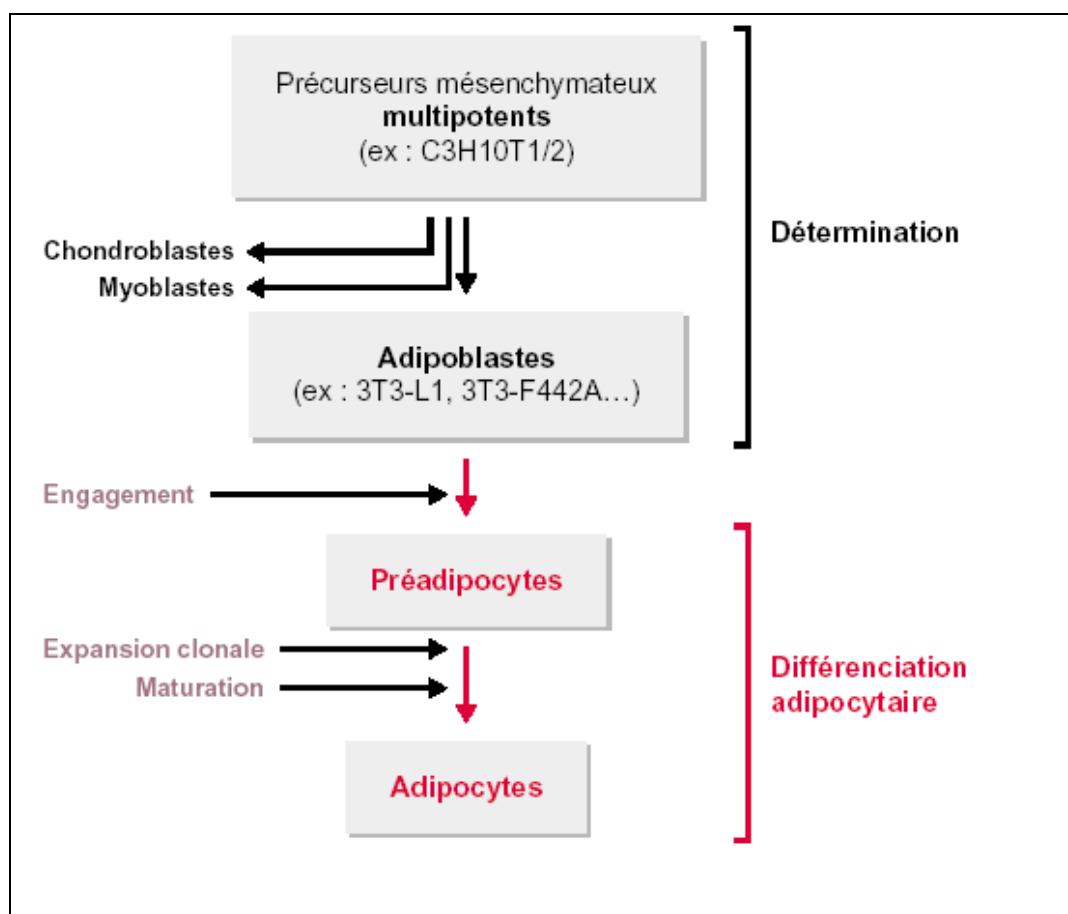 Précurseurs mésenchymateux
multipotents
(ex : C3H10T1/2)
Détermination
Chondroblastes
Myoblastes
Adipoblastes
(ex : 3T3-L1, 3T3-F442A…)
Engagement
Préadipocytes
Expansion clonale
Maturation
Différenciation
adipocytaire
Adipocytes